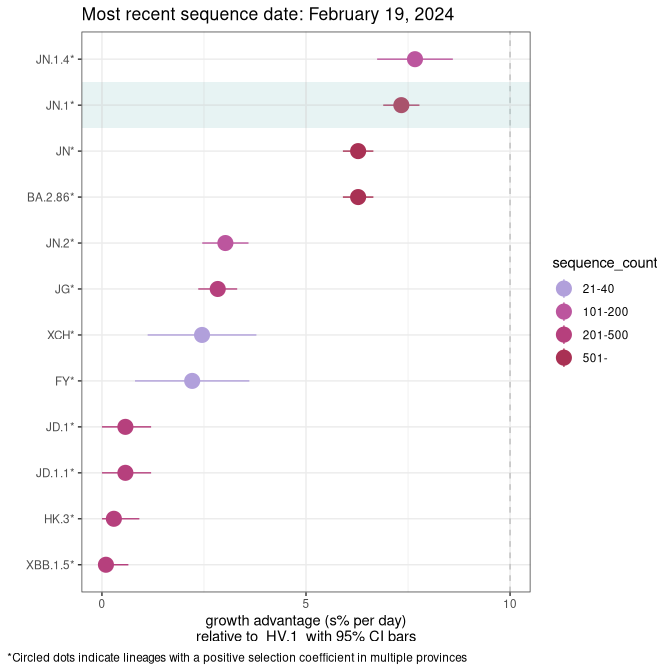 Most recent sequence date: February 19, 2024
JN.1.4*
JN.1*
JN*
BA.2.86*
JN.2*
JG*
XCH*
FY*
JD.1*
JD.1.1*
HK.3*
XBB.1.5*
0 5 10
growth advantage (s% per day)
relative to  HV.1  with 95% CI bars
sequence_count
21-40
101-200
201-500
501-
*Circled dots indicate lineages with a positive selection coefficient in multiple provinces